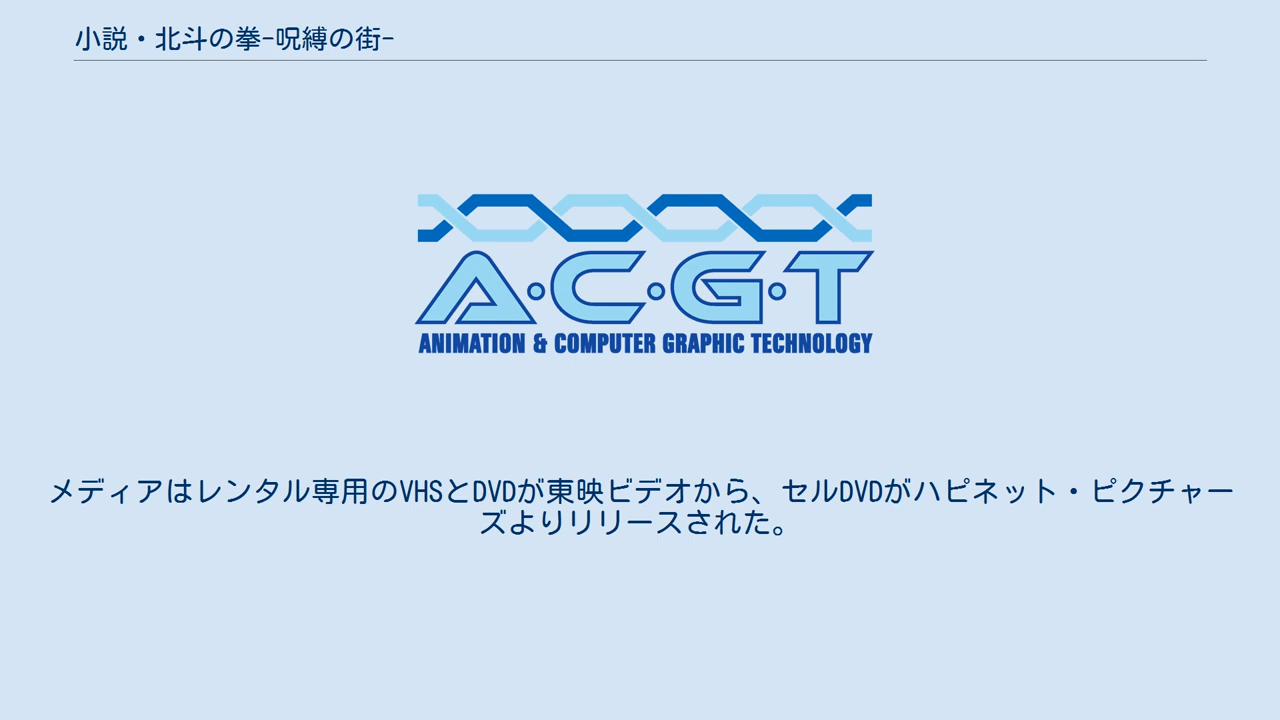 小説・北斗の拳-呪縛の街-
A・C・G・T
ANIMATION & COMPUTER GRAPHIC TECHNOLOGY
メディアはレンタル専用のVHSとDVDが東映ビデオから、セルDVDがハピネット・ピクチャー
ズよりリリースされた。